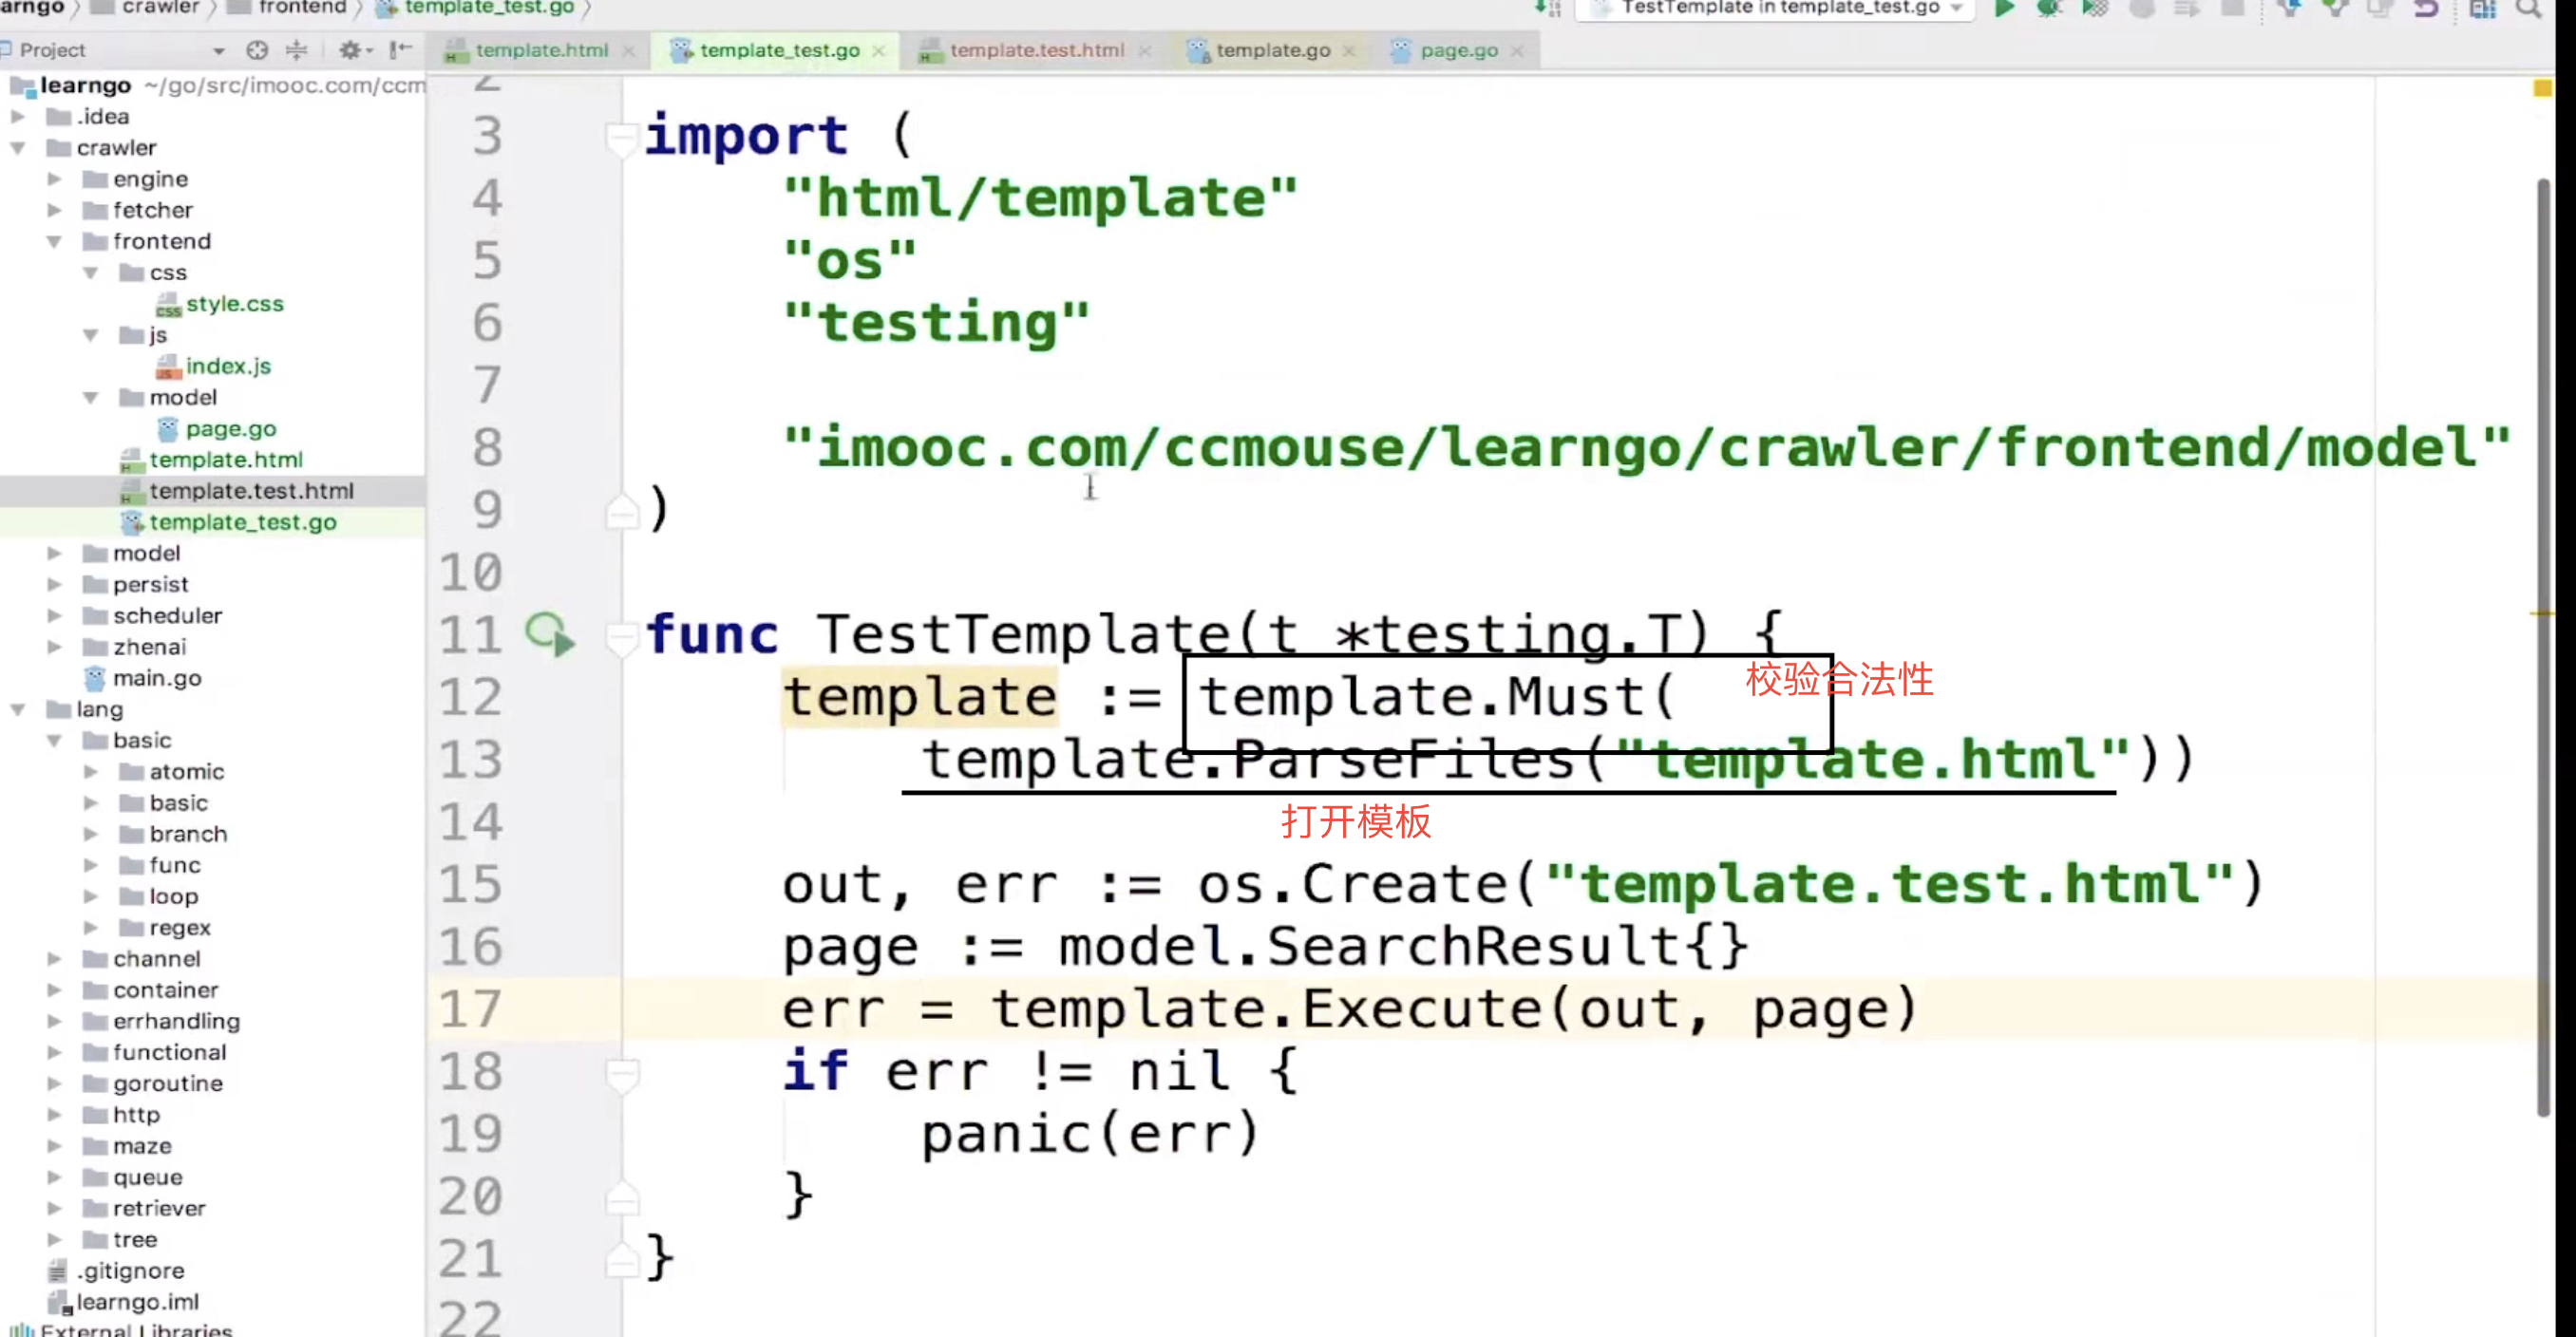 arngo crawler frontend template_test.go
TestTemplate in template_test.go
Project
template.html template_test.go template.test.html template.go page.go
learngo ~/go/src/imooc.com/ccm
.idea
crawler
engine
fetcher
frontend
css
style.css
js
index.js
model
page.go
template.html
template.test.html
template_test.go
model
persist
scheduler
zhenai
main.go
lang
basic
atomic
basic
branch
func
loop
regex
channel
container
errhandling
functional
goroutine
http
maze
queue
retriever
tree
.gitignore
learngo.iml
External Libraries
2
3 import (
4 "html/template"
5 "os"
6 "testing"
7
8 "imooc.com/ccmouse/learngo/crawler/frontend/model"
9 )
10
11 func TestTemplate(t *testing.T) {
12 template := template.Must(
校验合法性
13 template.ParseFiles("template.html"))
打开模板
14
15 out, err := os.Create("template.test.html")
16 page := model.SearchResult{}
17 err = template.Execute(out, page)
18 if err != nil {
19 panic(err)
20 }
21 }
22